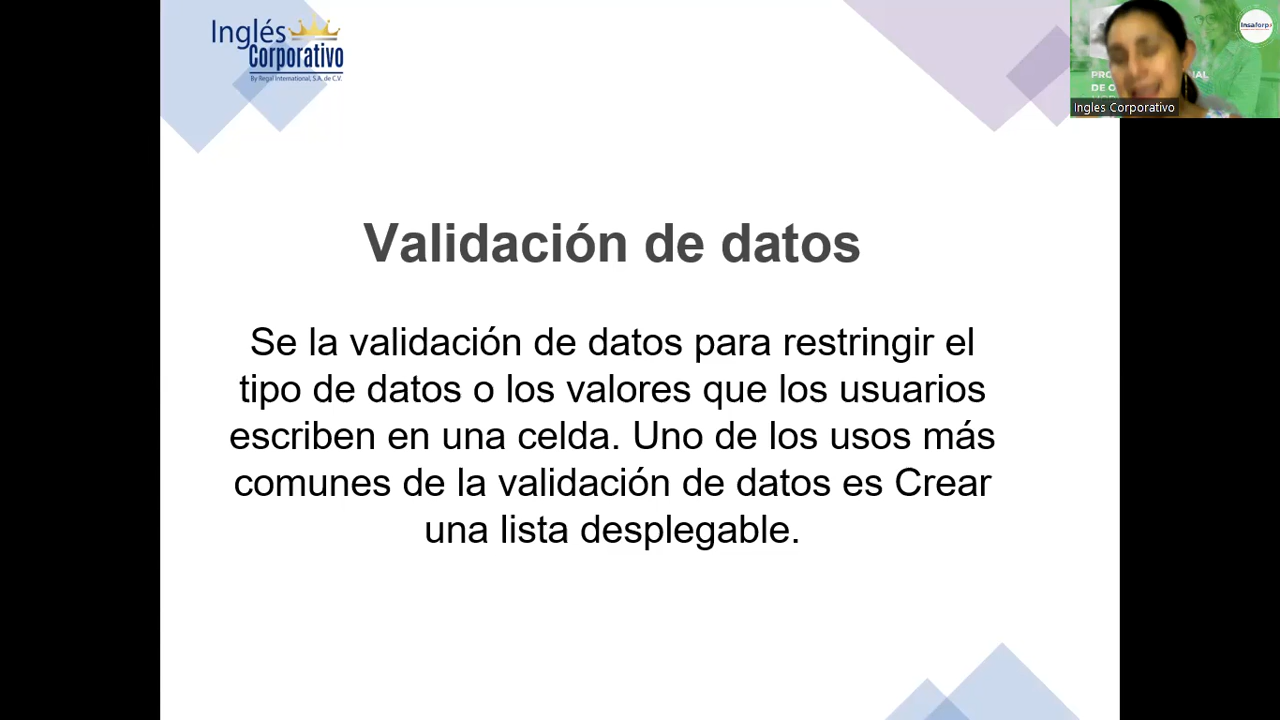 Inglés
Corporativo
By Regal International, S.A. de C.V.
Validación de datos
Se la validación de datos para restringir el
tipo de datos o los valores que los usuarios
escriben en una celda. Uno de los usos más
comunes de la validación de datos es Crear
una lista desplegable.
Insaforp
Ingles Corporativo